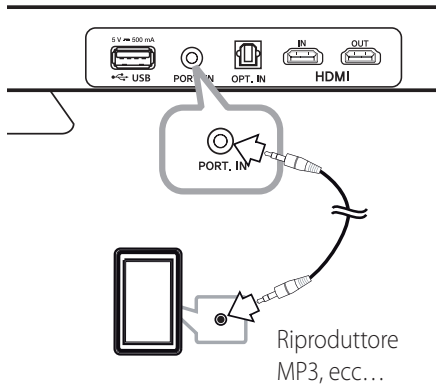 5 V ⎓ 500 mA
USB
PORT. IN
OPT. IN
IN
OUT
HDMI
PORT. IN
Riproduttore
MP3, ecc…